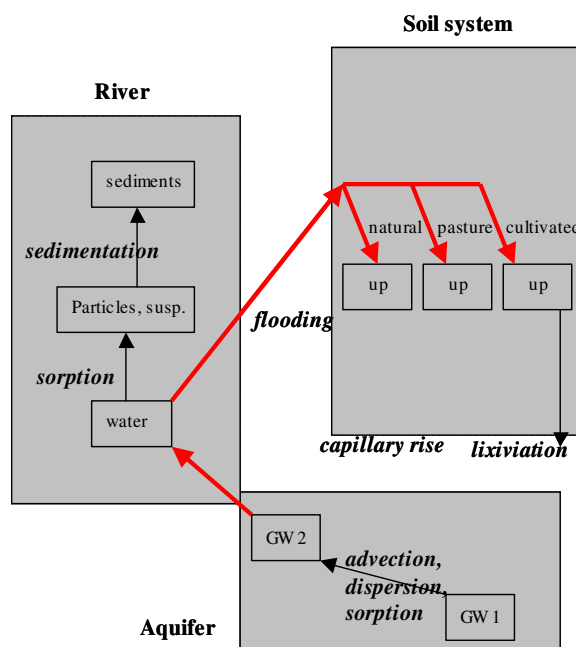 Soil system
River
sediments
natural pasture cultivated
sedimentation
up up up
Particles, susp.
flooding
sorption
water
capillary rise lixiviation
GW 2
advection,
dispersion,
sorption
GW 1
Aquifer